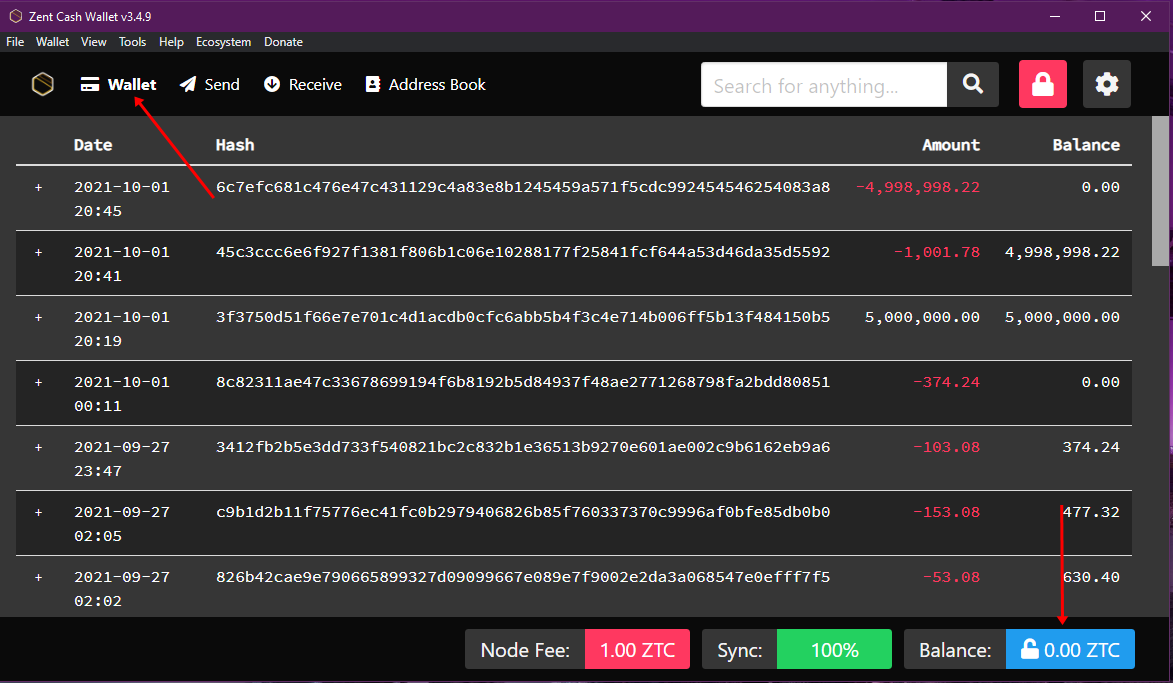 Zent Cash Wallet v3.4.9
File Wallet View Tools Help Ecosystem Donate
Wallet Send Receive Address Book Search for anything...
Date Hash Amount Balance
+ 2021-10-01 6c7efc681c476e47c431129c4a83e8b1245459a571f5cdc992454546254083a8 -4,998,998.22 0.00
20:45
+ 2021-10-01 45c3ccc6e6f927f1381f806b1c06e10288177f25841fcf644a53d46da35d5592 -1,001.78 4,998,998.22
20:41
+ 2021-10-01 3f3750d51f66e7e701c4d1acdb0cfc6abb5b4f3c4e714b006ff5b13f484150b5 5,000,000.00 5,000,000.00
20:19
+ 2021-10-01 8c82311ae47c33678699194f6b8192b5d84937f48ae2771268798fa2bdd80851 -374.24 0.00
00:11
+ 2021-09-27 3412fb2b5e3dd733f540821bc2c832b1e36513b9270e601ae002c9b6162eb9a6 -103.08 374.24
23:47
+ 2021-09-27 c9b1d2b11f75776ec41fc0b2979406826b85f760337370c9996af0bfe85db0b0 -153.08 477.32
02:05
+ 2021-09-27 826b42cae9e790665899327d09099667e089e7f9002e2da3a068547e0efff7f5 -53.08 630.40
02:02
Node Fee: 1.00 ZTC Sync: 100% Balance: 0.00 ZTC